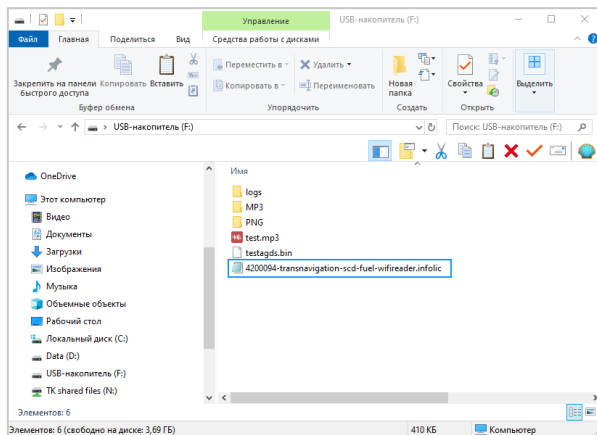 Управление
USB-накопитель (F:)
Файл Главная Поделиться Вид Средства работы с дисками
Закрепить на панели быстрого доступа
Копировать
Вставить
Переместить в
Копировать в
Удалить
Переименовать
Новая папка
Свойства
Выделить
Буфер обмена Упорядочить Создать Открыть
USB-накопитель (F:)
Поиск: USB-накопитель (F:)
Имя
OneDrive
Этот компьютер
Видео
Документы
Загрузки
Изображения
Музыка
Объемные объекты
Рабочий стол
Локальный диск (C:)
Data (D:)
USB-накопитель (F:)
TK shared files (N:)
logs
MP3
PNG
test.mp3
testagds.bin
4200094-transnavigation-scd-fuel-wifireader.infolic
Элементов: 6
Элементов: 6 (свободно на диске: 3,69 ГБ) 410 КБ Компьютер